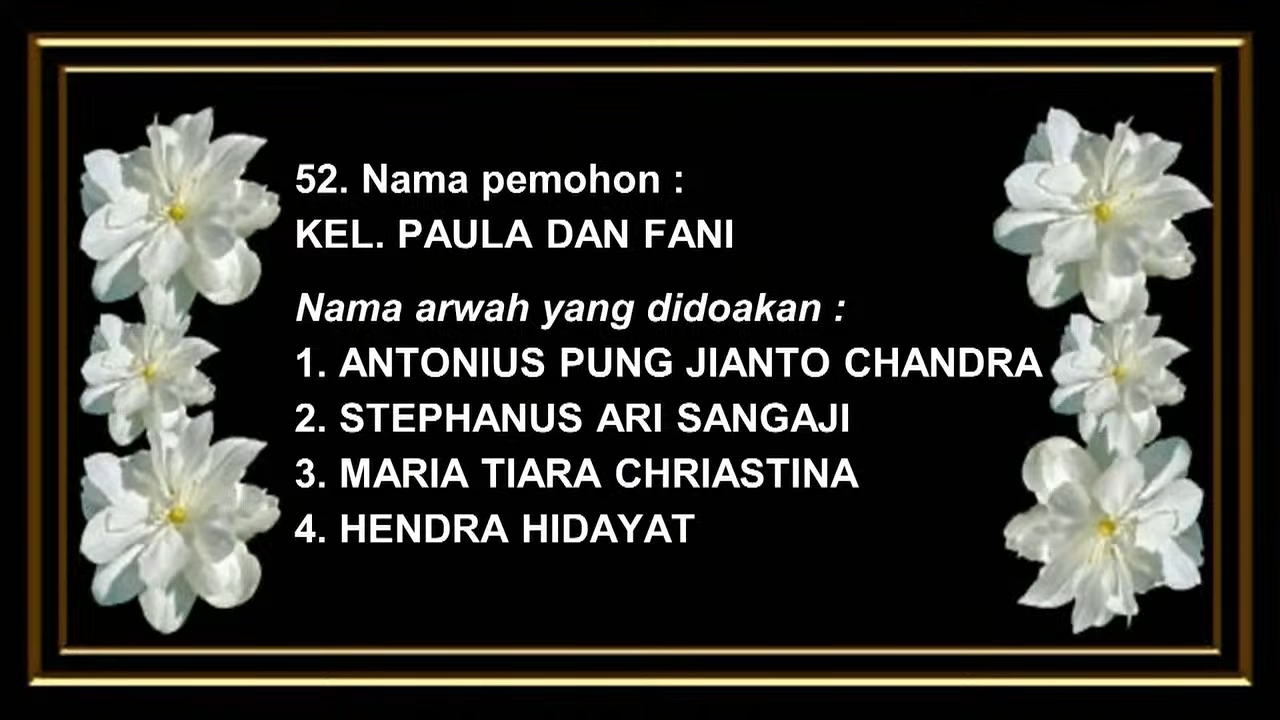 52. Nama pemohon :
KEL. PAULA DAN FANI
Nama arwah yang didoakan :
1. ANTONIUS PUNG JIANTO CHANDRA
2. STEPHANUS ARI SANGAJI
3. MARIA TIARA CHRIASTINA
4. HENDRA HIDAYAT